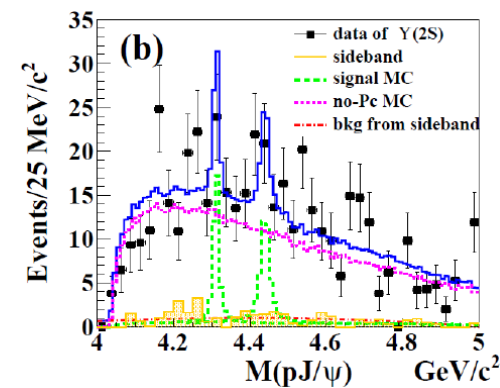 (b)
data of Υ(2S)
sideband
signal MC
no-Pc MC
bkg from sideband
Events/25 MeV/c²
35
30
25
20
15
10
5
0
4
4.2
4.4
4.6
4.8
5
M(pJ/ψ)
GeV/c²